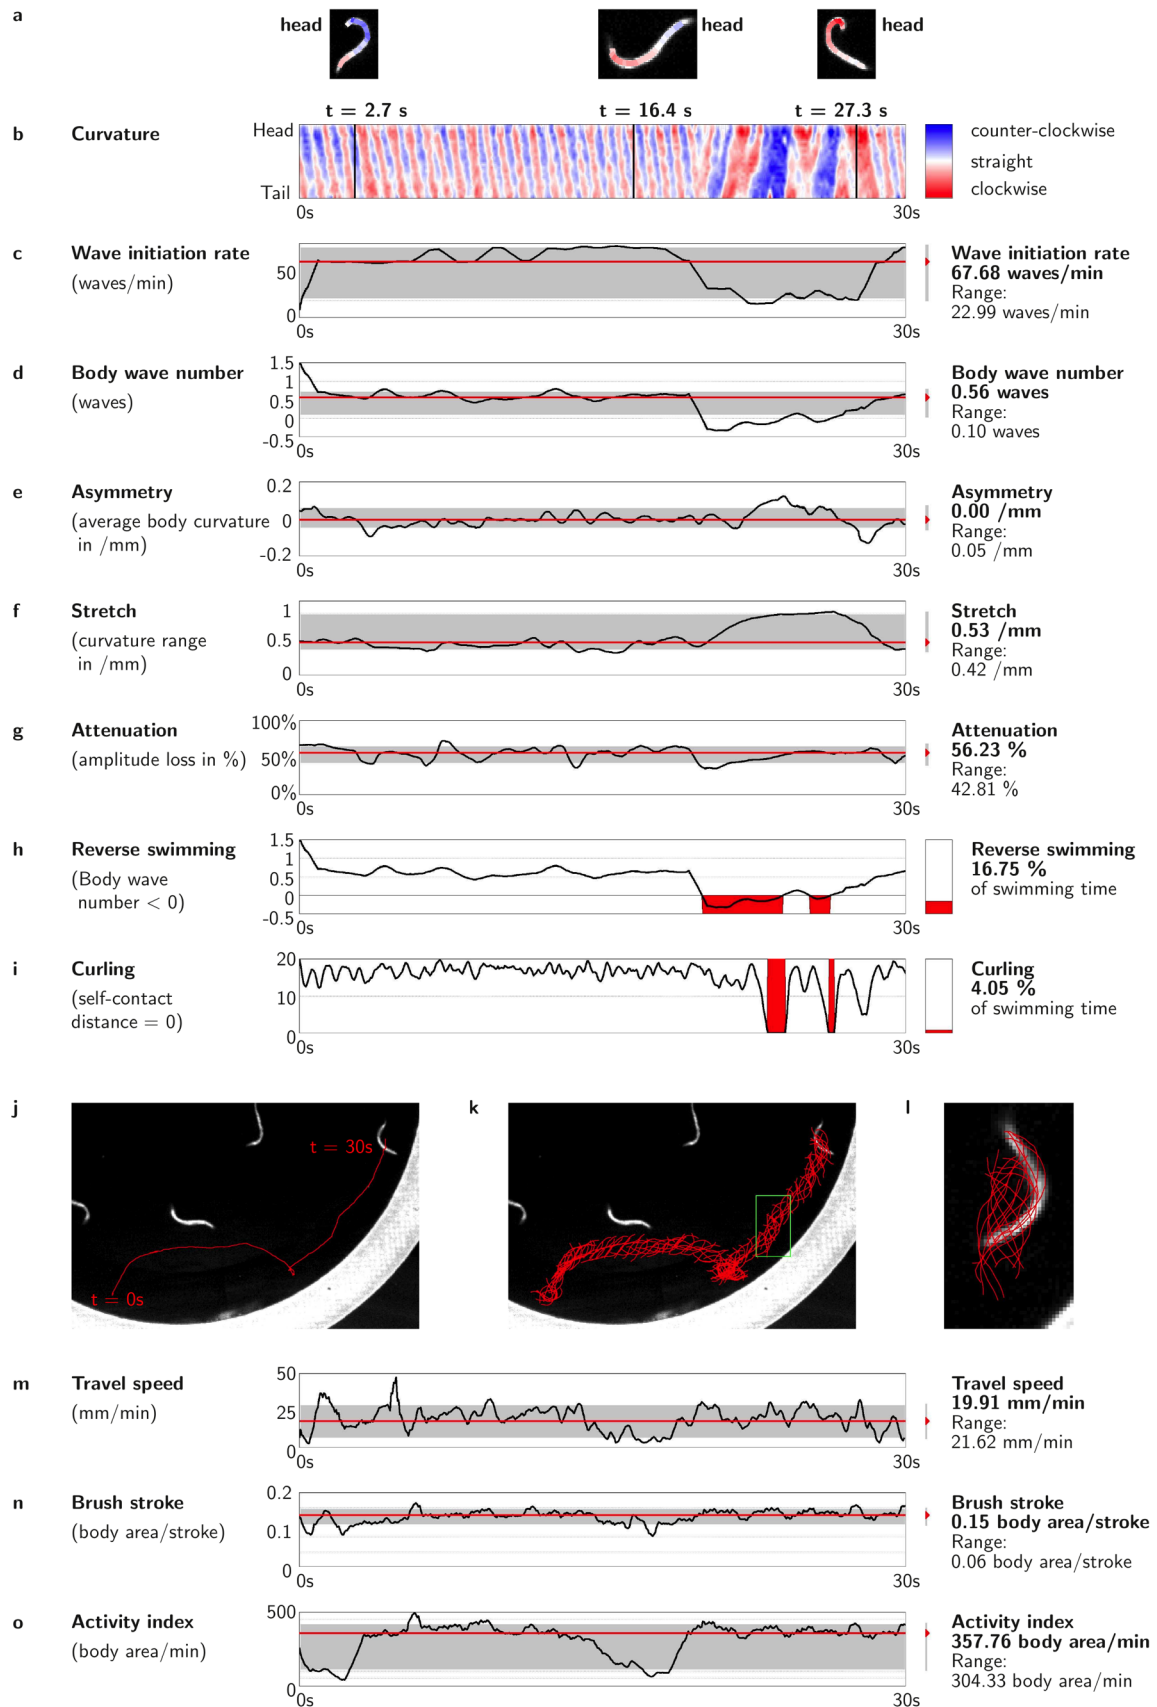 a
head
head
head
t = 2.7 s
t = 16.4 s
t = 27.3 s
b
Curvature
Head
Tail
0s
30s
counter-clockwise
straight
clockwise
c
Wave initiation rate
(waves/min)
50
0
0s
30s
Wave initiation rate
67.68 waves/min
Range:
22.99 waves/min
d
Body wave number
(waves)
1.5
1
0.5
0
-0.5
0s
30s
Body wave number
0.56 waves
Range:
0.10 waves
e
Asymmetry
(average body curvature
in /mm)
0.2
0
-0.2
0s
30s
Asymmetry
0.00 /mm
Range:
0.05 /mm
f
Stretch
(curvature range
in /mm)
1
0.5
0
0s
30s
Stretch
0.53 /mm
Range:
0.42 /mm
g
Attenuation
(amplitude loss in %)
100%
50%
0%
0s
30s
Attenuation
56.23 %
Range:
42.81 %
h
Reverse swimming
(Body wave
number < 0)
1.5
1
0.5
0
-0.5
0s
30s
Reverse swimming
16.75 %
of swimming time
i
Curling
(self-contact
distance = 0)
20
10
0
0s
30s
Curling
4.05 %
of swimming time
j
t = 30s
t = 0s
k
l
m
Travel speed
(mm/min)
50
25
0
0s
30s
Travel speed
19.91 mm/min
Range:
21.62 mm/min
n
Brush stroke
(body area/stroke)
0.2
0.1
0
0s
30s
Brush stroke
0.15 body area/stroke
Range:
0.06 body area/stroke
o
Activity index
(body area/min)
500
0
0s
30s
Activity index
357.76 body area/min
Range:
304.33 body area/min